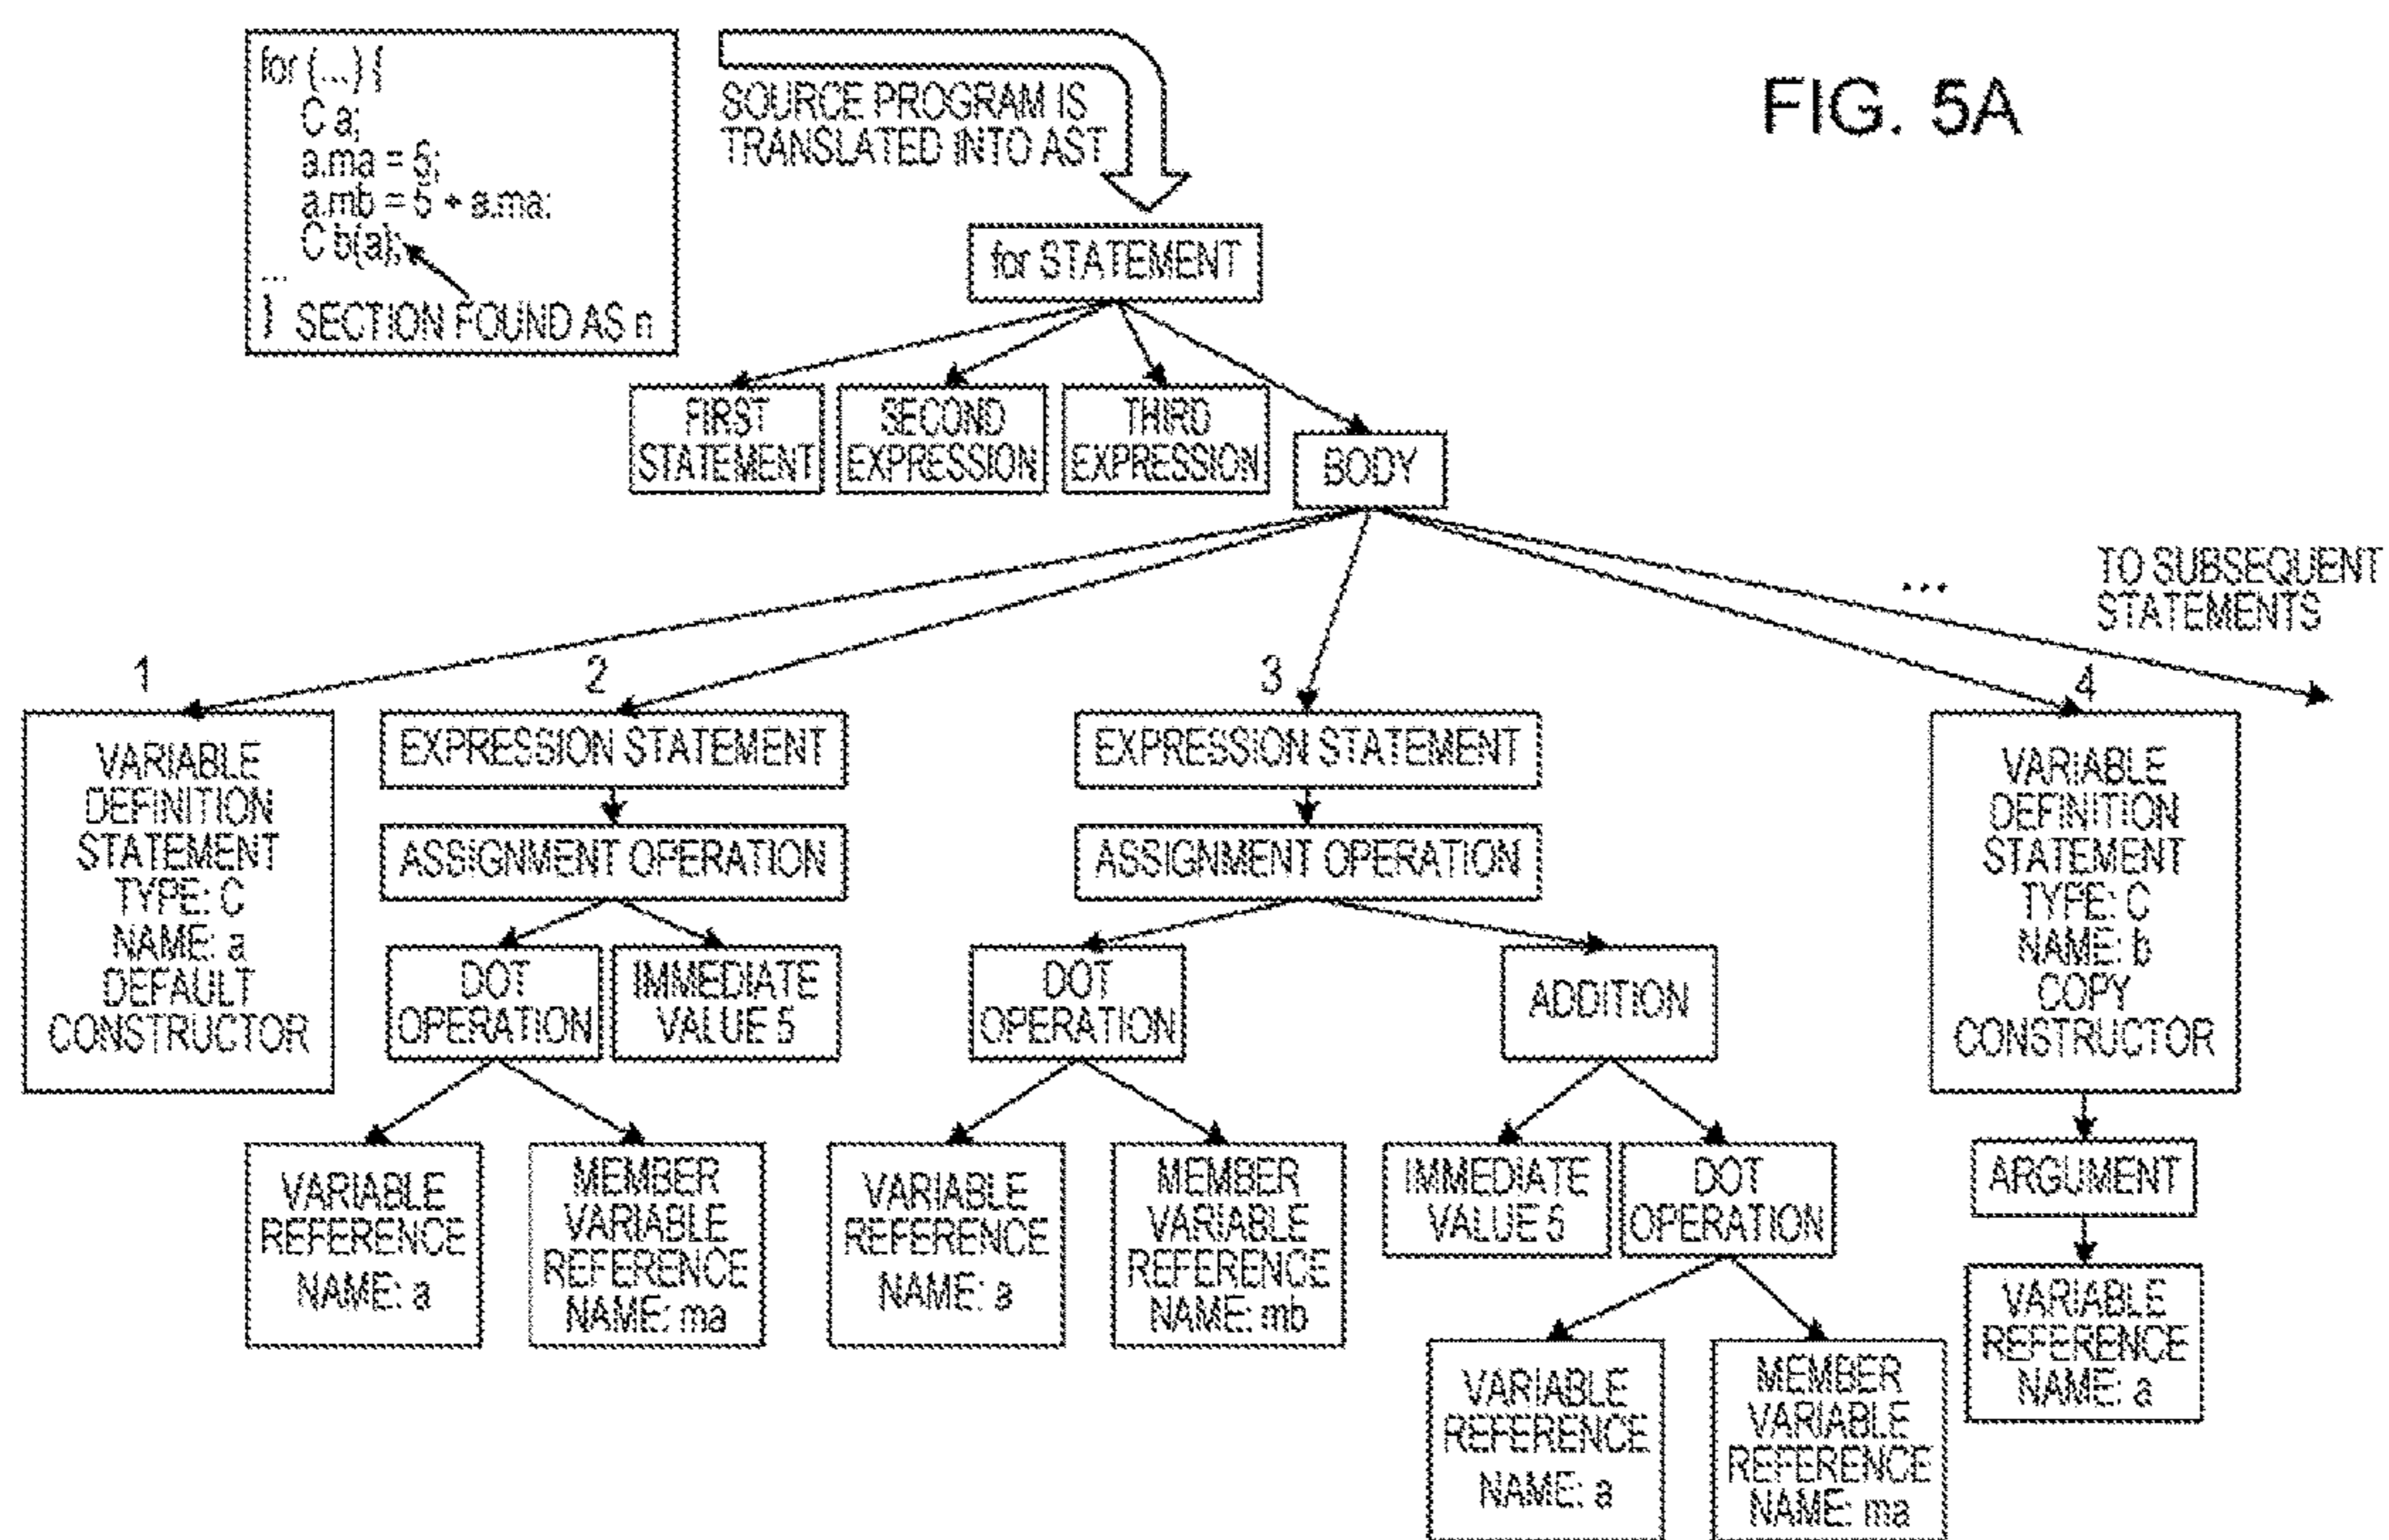 for (...) {
C a;
a.ma = 5;
a.mb = 5 + a.ma;
C b(a);
...
} SECTION FOUND AS n
SOURCE PROGRAM IS
TRANSLATED INTO AST
FIG. 5A
for STATEMENT
FIRST
STATEMENT
SECOND
EXPRESSION
THIRD
EXPRESSION
BODY
...
TO SUBSEQUENT
STATEMENTS
1
2
3
4
VARIABLE
DEFINITION
STATEMENT
TYPE: C
NAME: a
DEFAULT
CONSTRUCTOR
EXPRESSION STATEMENT
ASSIGNMENT OPERATION
DOT
OPERATION
IMMEDIATE
VALUE 5
VARIABLE
REFERENCE
NAME: a
MEMBER
VARIABLE
REFERENCE
NAME: ma
EXPRESSION STATEMENT
ASSIGNMENT OPERATION
DOT
OPERATION
ADDITION
VARIABLE
REFERENCE
NAME: a
MEMBER
VARIABLE
REFERENCE
NAME: mb
IMMEDIATE
VALUE 5
DOT
OPERATION
VARIABLE
REFERENCE
NAME: a
MEMBER
VARIABLE
REFERENCE
NAME: ma
VARIABLE
DEFINITION
STATEMENT
TYPE: C
NAME: b
COPY
CONSTRUCTOR
ARGUMENT
VARIABLE
REFERENCE
NAME: a